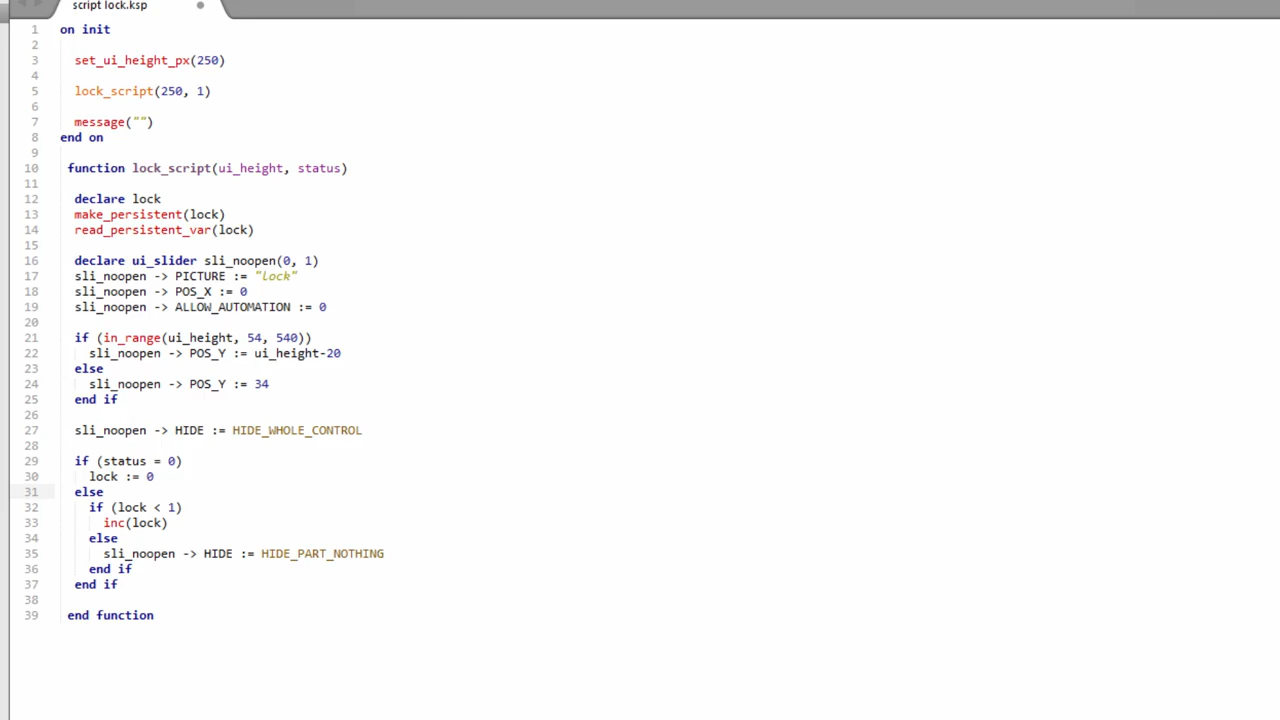 script lock.ksp
1 on init
2
3 set_ui_height_px(250)
4
5 lock_script(250, 1)
6
7 message("")
8 end on
9
10 function lock_script(ui_height, status)
11
12 declare lock
13 make_persistent(lock)
14 read_persistent_var(lock)
15
16 declare ui_slider sli_noopen(0, 1)
17 sli_noopen -> PICTURE := "lock"
18 sli_noopen -> POS_X := 0
19 sli_noopen -> ALLOW_AUTOMATION := 0
20
21 if (in_range(ui_height, 54, 540))
22 sli_noopen -> POS_Y := ui_height-20
23 else
24 sli_noopen -> POS_Y := 34
25 end if
26
27 sli_noopen -> HIDE := HIDE_WHOLE_CONTROL
28
29 if (status = 0)
30 lock := 0
31 else
32 if (lock < 1)
33 inc(lock)
34 else
35 sli_noopen -> HIDE := HIDE_PART_NOTHING
36 end if
37 end if
38
39 end function